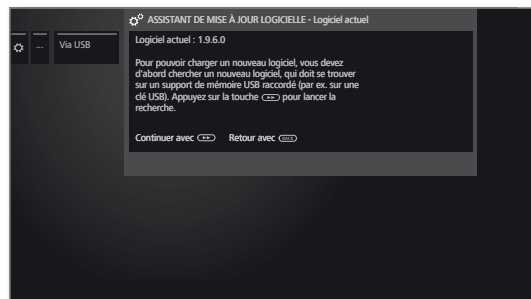 ASSISTANT DE MISE À JOUR LOGICIELLE - Logiciel actuel
... Via USB
Logiciel actuel : 1.9.6.0
Pour pouvoir charger un nouveau logiciel, vous devez
d'abord chercher un nouveau logiciel, qui doit se trouver
sur un support de mémoire USB raccordé (par ex. sur une
clé USB). Appuyez sur la touche pour lancer la
recherche.
Continuer avec Retour avec BACK